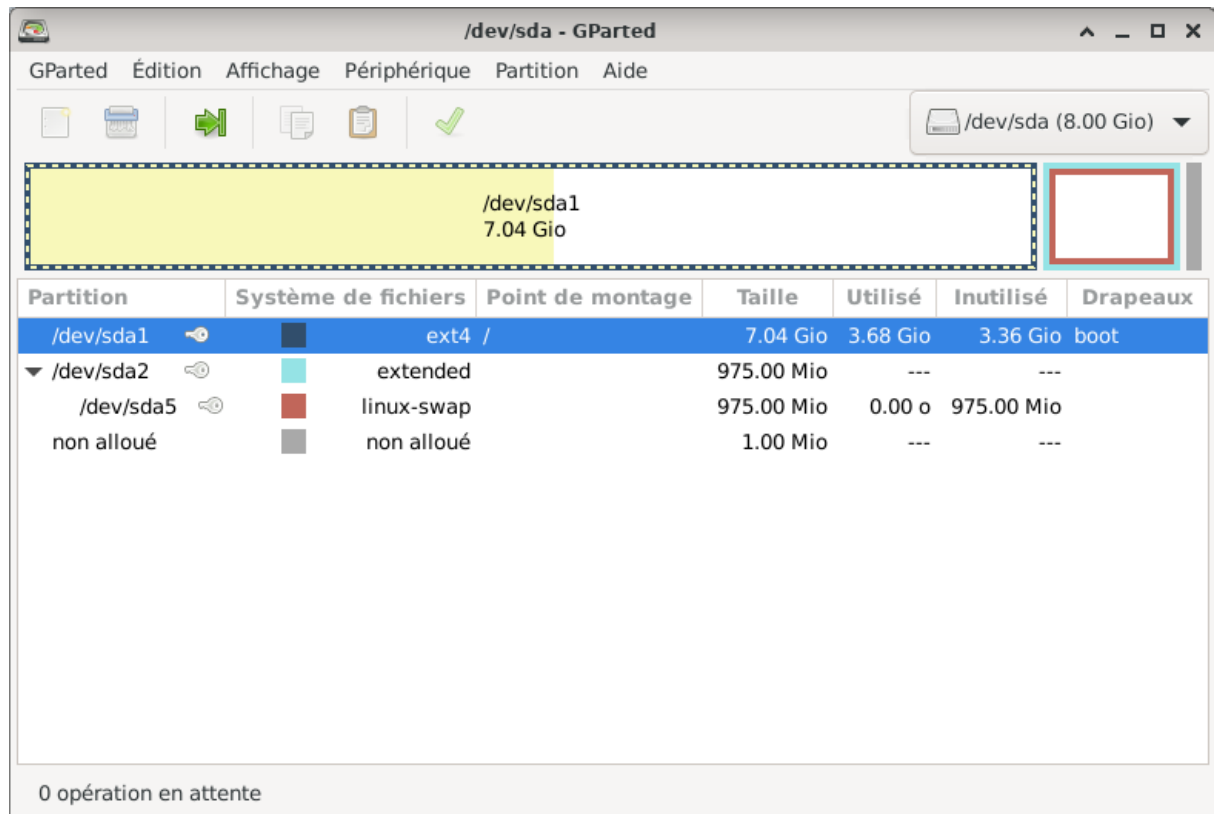 /dev/sda - GParted
GParted Édition Affichage Périphérique Partition Aide
/dev/sda (8.00 Gio)
/dev/sda1
7.04 Gio
Partition Système de fichiers Point de montage Taille Utilisé Inutilisé Drapeaux
/dev/sda1 ext4 / 7.04 Gio 3.68 Gio 3.36 Gio boot
/dev/sda2 extended 975.00 Mio --- ---
/dev/sda5 linux-swap 975.00 Mio 0.00 o 975.00 Mio
non alloué non alloué 1.00 Mio --- ---
0 opération en attente